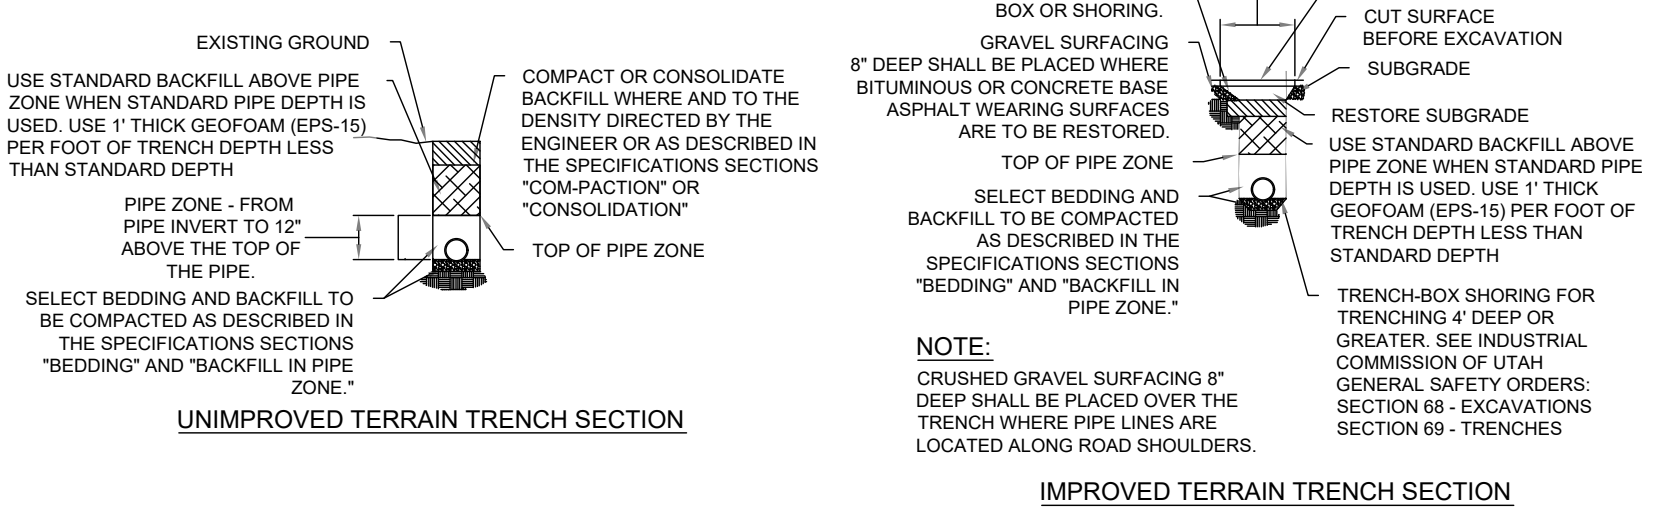 EXISTING GROUND
USE STANDARD BACKFILL ABOVE PIPE
ZONE WHEN STANDARD PIPE DEPTH IS
USED. USE 1' THICK GEOFOAM (EPS-15)
PER FOOT OF TRENCH DEPTH LESS
THAN STANDARD DEPTH
PIPE ZONE - FROM
PIPE INVERT TO 12"
ABOVE THE TOP OF
THE PIPE.
SELECT BEDDING AND BACKFILL TO
BE COMPACTED AS DESCRIBED IN
THE SPECIFICATIONS SECTIONS
"BEDDING" AND "BACKFILL IN PIPE
ZONE."
COMPACT OR CONSOLIDATE
BACKFILL WHERE AND TO THE
DENSITY DIRECTED BY THE
ENGINEER OR AS DESCRIBED IN
THE SPECIFICATIONS SECTIONS
"COM-PACTION" OR
"CONSOLIDATION"
TOP OF PIPE ZONE
UNIMPROVED TERRAIN TRENCH SECTION
BOX OR SHORING.
GRAVEL SURFACING
8" DEEP SHALL BE PLACED WHERE
BITUMINOUS OR CONCRETE BASE
ASPHALT WEARING SURFACES
ARE TO BE RESTORED.
TOP OF PIPE ZONE
SELECT BEDDING AND
BACKFILL TO BE COMPACTED
AS DESCRIBED IN THE
SPECIFICATIONS SECTIONS
"BEDDING" AND "BACKFILL IN
PIPE ZONE."
NOTE:
CRUSHED GRAVEL SURFACING 8"
DEEP SHALL BE PLACED OVER THE
TRENCH WHERE PIPE LINES ARE
LOCATED ALONG ROAD SHOULDERS.
CUT SURFACE
BEFORE EXCAVATION
SUBGRADE
RESTORE SUBGRADE
USE STANDARD BACKFILL ABOVE
PIPE ZONE WHEN STANDARD PIPE
DEPTH IS USED. USE 1' THICK
GEOFOAM (EPS-15) PER FOOT OF
TRENCH DEPTH LESS THAN
STANDARD DEPTH
TRENCH-BOX SHORING FOR
TRENCHING 4' DEEP OR
GREATER. SEE INDUSTRIAL
COMMISSION OF UTAH
GENERAL SAFETY ORDERS:
SECTION 68 - EXCAVATIONS
SECTION 69 - TRENCHES
IMPROVED TERRAIN TRENCH SECTION